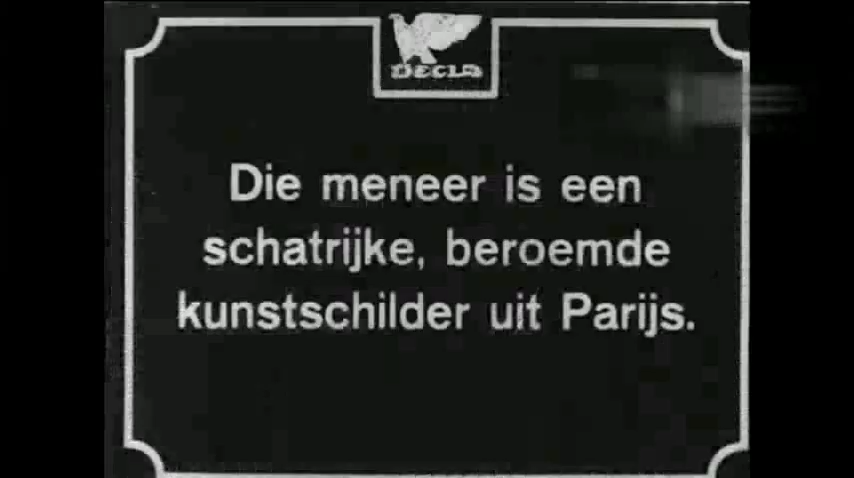 DECLA
Die meneer is een
schatrijke, beroemde
kunstschilder uit Parijs.